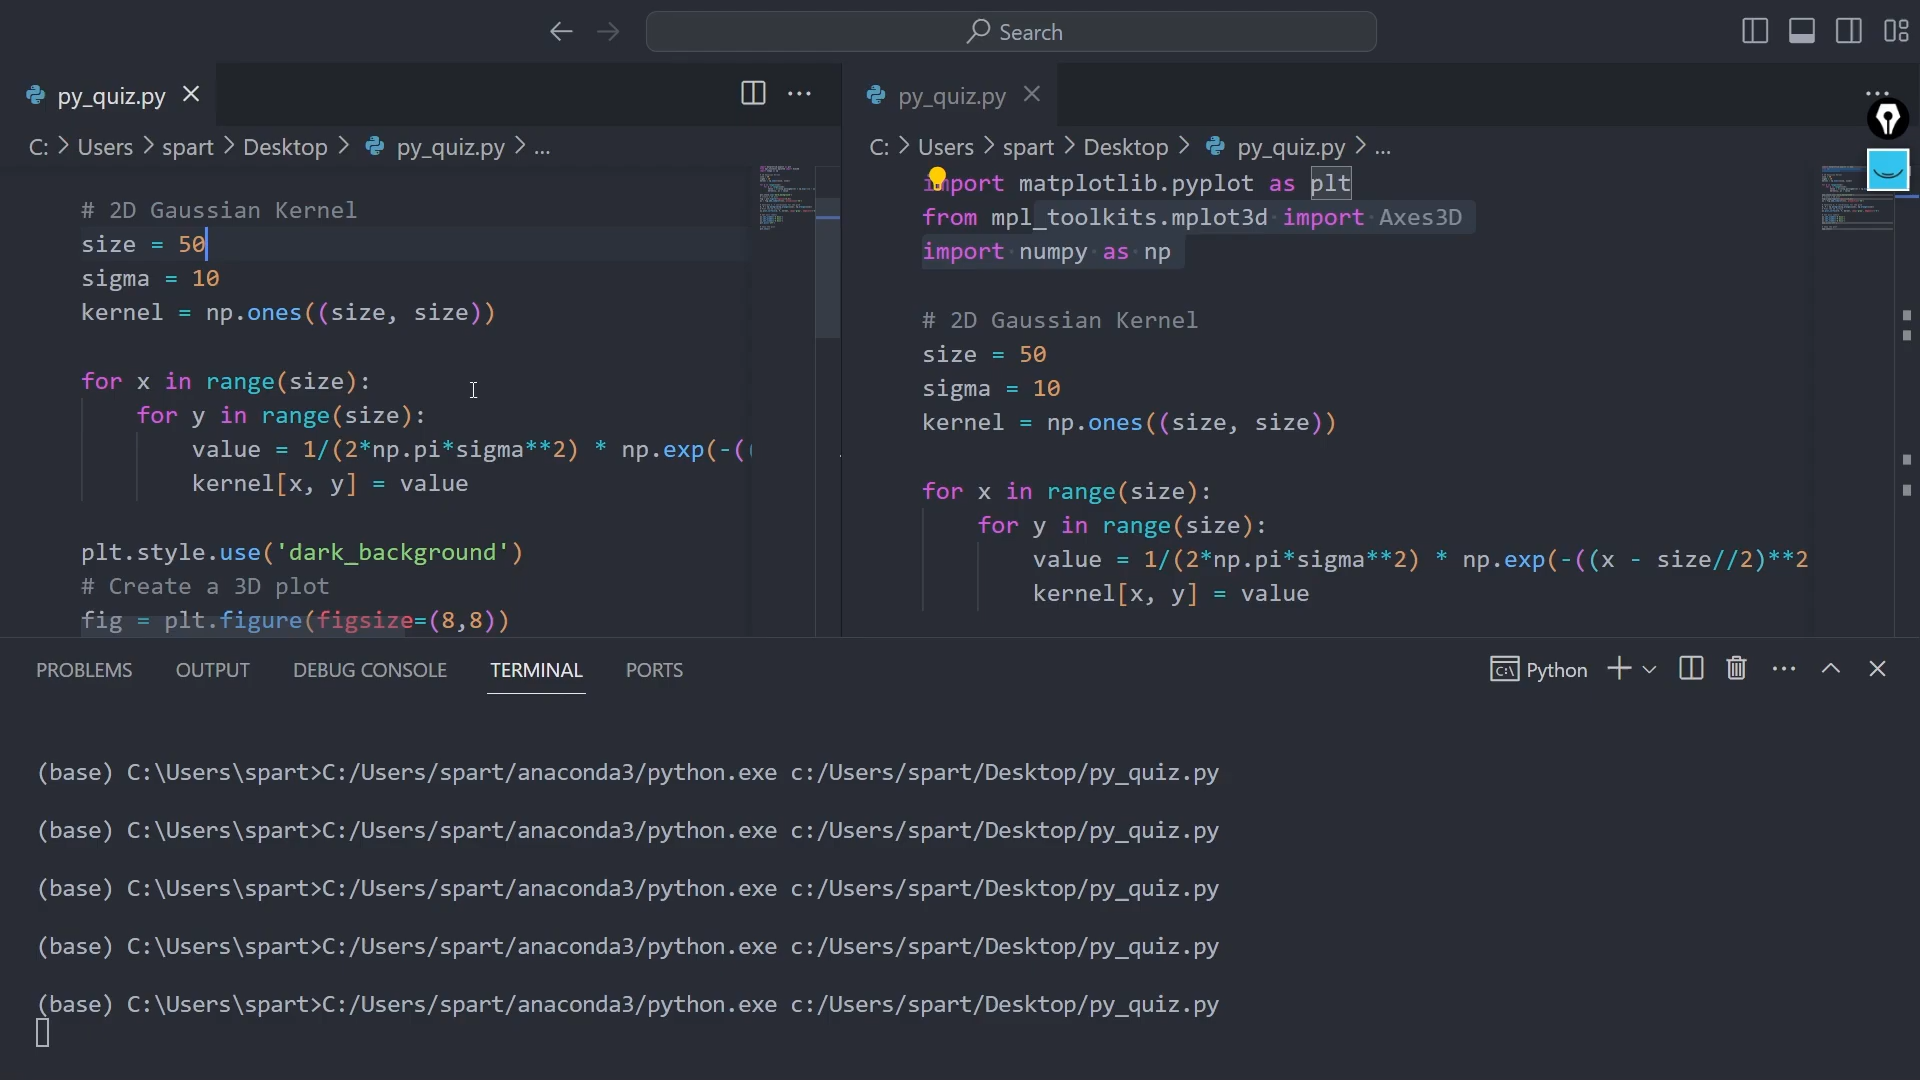 Search
py_quiz.py
C: > Users > spart > Desktop > py_quiz.py > ...
# 2D Gaussian Kernel
size = 50
sigma = 10
kernel = np.ones((size, size))
for x in range(size):
for y in range(size):
value = 1/(2*np.pi*sigma**2) * np.exp(-(
kernel[x, y] = value
plt.style.use('dark_background')
# Create a 3D plot
fig = plt.figure(figsize=(8,8))
py_quiz.py
C: > Users > spart > Desktop > py_quiz.py > ...
import matplotlib.pyplot as plt
from mpl_toolkits.mplot3d import Axes3D
import numpy as np
# 2D Gaussian Kernel
size = 50
sigma = 10
kernel = np.ones((size, size))
for x in range(size):
for y in range(size):
value = 1/(2*np.pi*sigma**2) * np.exp(-((x - size//2)**2
kernel[x, y] = value
PROBLEMS OUTPUT DEBUG CONSOLE TERMINAL PORTS Python
(base) C:\Users\spart>C:/Users/spart/anaconda3/python.exe c:/Users/spart/Desktop/py_quiz.py
(base) C:\Users\spart>C:/Users/spart/anaconda3/python.exe c:/Users/spart/Desktop/py_quiz.py
(base) C:\Users\spart>C:/Users/spart/anaconda3/python.exe c:/Users/spart/Desktop/py_quiz.py
(base) C:\Users\spart>C:/Users/spart/anaconda3/python.exe c:/Users/spart/Desktop/py_quiz.py
(base) C:\Users\spart>C:/Users/spart/anaconda3/python.exe c:/Users/spart/Desktop/py_quiz.py